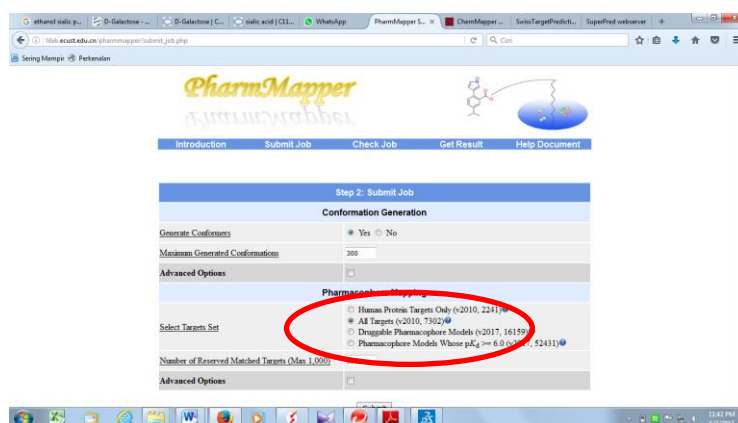 ethanol sialic p...
D-Galactose - ...
D-Galactose | C...
sialic acid | C11...
WhatsApp
PharmMapper S...
ChemMapper ...
SwissTargetPredicti...
SuperPred webserver
lilab.ecust.edu.cn/pharmmapper/submit_job.php
Cari
Sering Mampir
Perkenalan
PharmMapper
Introduction Submit Job Check Job Get Result Help Document
Step 2: Submit Job
Conformation Generation
Generate Conformers Yes No
Maximum Generated Conformations 300
Advanced Options
Pharmacophore Mapping
Human Protein Targets Only (v2010, 2241)
All Targets (v2010, 7302)
Select Targets Set
Druggable Pharmacophore Models (v2017, 16159)
Pharmacophore Models Whose pKd >= 6.0 (v2017, 52431)
Number of Reserved Matched Targets (Max 1,000)
Advanced Options
11:42 PM